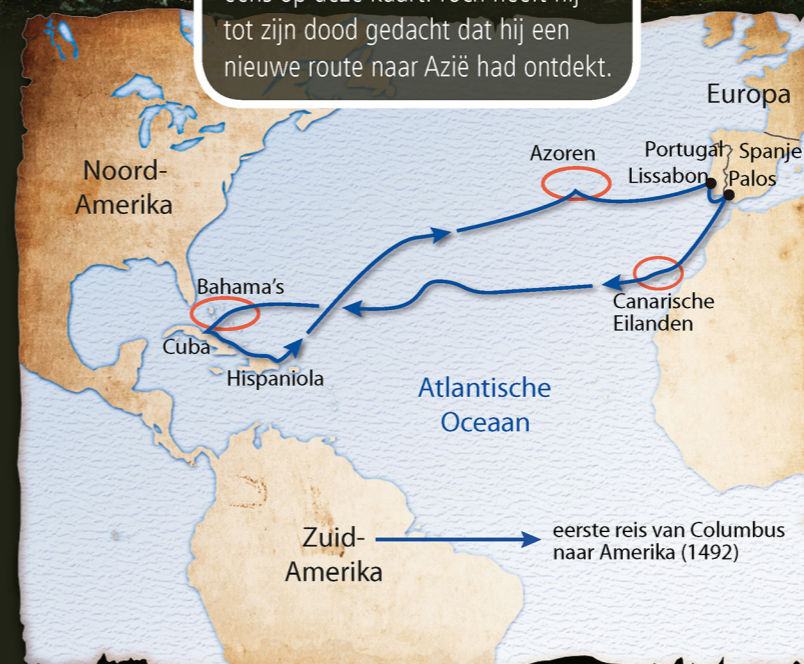 tot zijn dood gedacht dat hij een
nieuwe route naar Azië had ontdekt.
Europa
Azoren
Portugal
Spanje
Lissabon
Palos
Noord-
Amerika
Bahama's
Canarische
Eilanden
Cuba
Hispaniola
Atlantische
Oceaan
Zuid-
Amerika
eerste reis van Columbus
naar Amerika (1492)